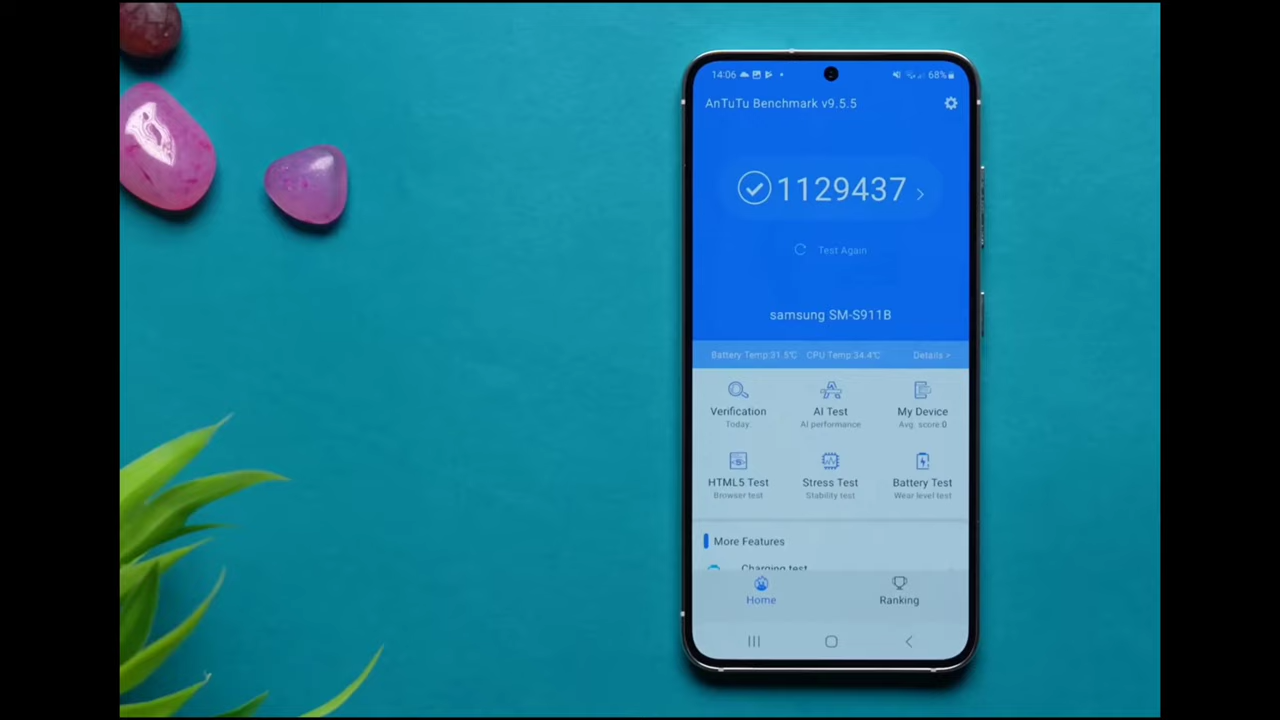 14:06 68%
AnTuTu Benchmark v9.5.5
1129437
Test Again
samsung SM-S911B
Battery Temp:31.5℃ CPU Temp:34.4℃ Details >
Verification AI Test My Device
Today: AI performance Avg. score:0
HTML5 Test Stress Test Battery Test
Browser test Stability test Wear level test
More Features
Charging test
Home Ranking